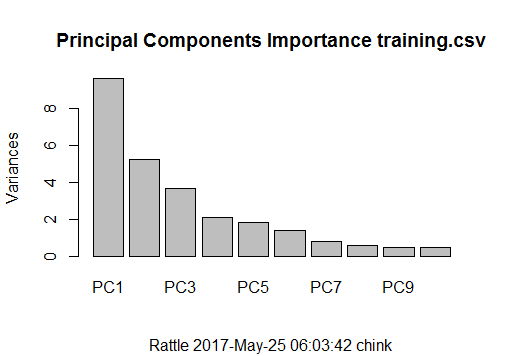 Principal Components Importance training.csv
Variances
8
6
4
2
0
PC1 PC3 PC5 PC7 PC9
Rattle 2017-May-25 06:03:42 chink